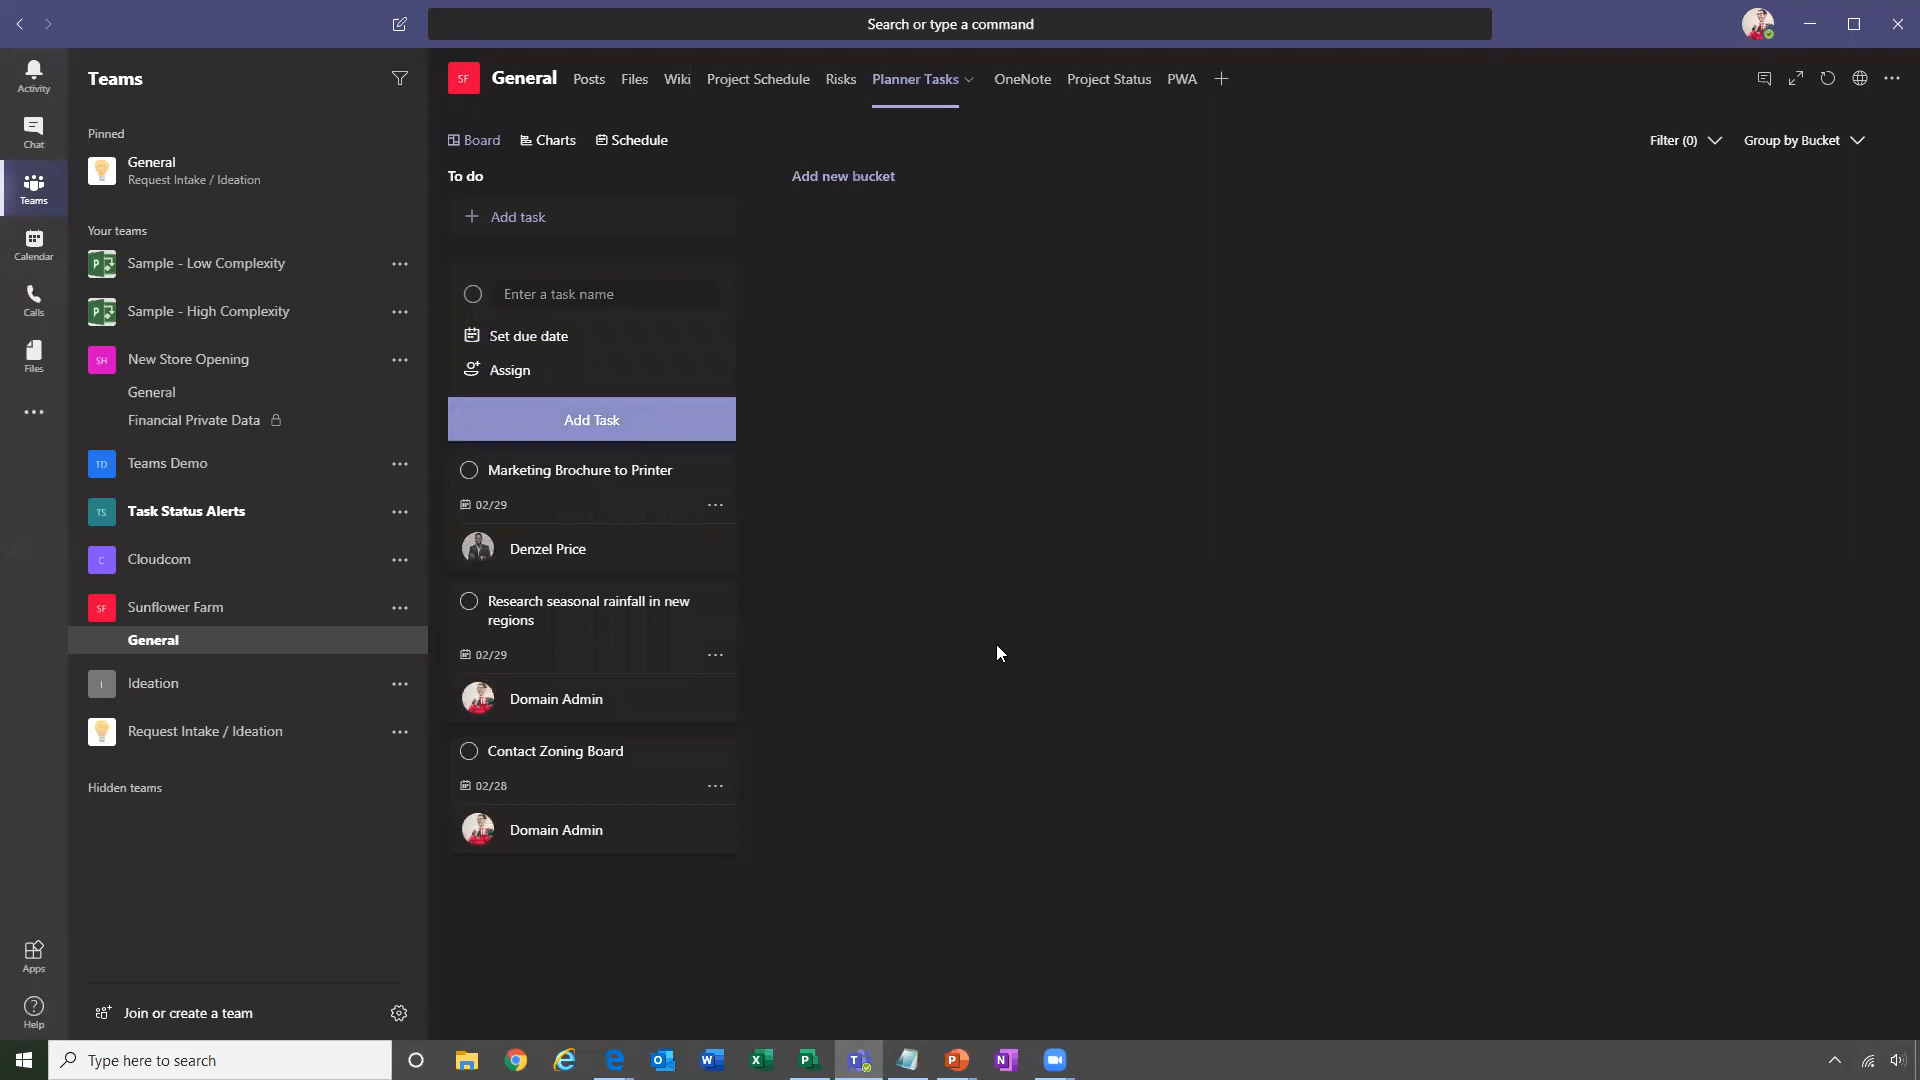 Search or type a command
Activity
Chat
Teams
Calendar
Calls
Files
Apps
Help
Teams
Pinned
General
Request Intake / Ideation
Your teams
Sample - Low Complexity
Sample - High Complexity
SH New Store Opening
General
Financial Private Data
TD Teams Demo
TS Task Status Alerts
C Cloudcom
SF Sunflower Farm
General
I Ideation
Request Intake / Ideation
Hidden teams
Join or create a team
SF General Posts Files Wiki Project Schedule Risks Planner Tasks OneNote Project Status PWA
Board Charts Schedule
Filter (0) Group by Bucket
To do
Add new bucket
Add task
Enter a task name
Set due date
Assign
Add Task
Marketing Brochure to Printer
02/29
Denzel Price
Research seasonal rainfall in new
regions
02/29
Domain Admin
Contact Zoning Board
02/28
Domain Admin
Type here to search